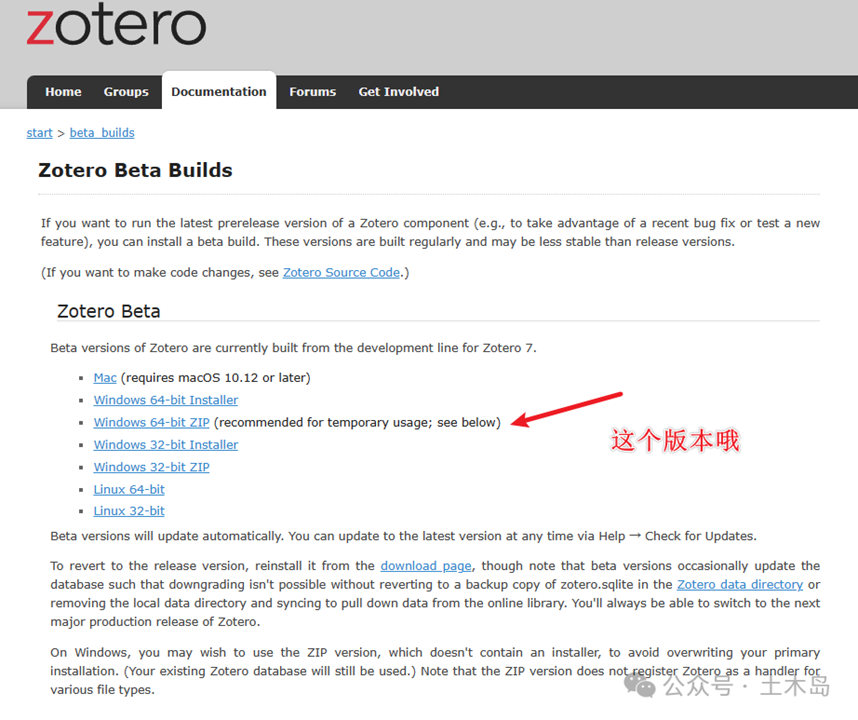 zotero
Home Groups Documentation Forums Get Involved
start > beta_builds
Zotero Beta Builds
If you want to run the latest prerelease version of a Zotero component (e.g., to take advantage of a recent bug fix or test a new
feature), you can install a beta build. These versions are built regularly and may be less stable than release versions.
(If you want to make code changes, see Zotero Source Code.)
Zotero Beta
Beta versions of Zotero are currently built from the development line for Zotero 7.
Mac (requires macOS 10.12 or later)
Windows 64-bit Installer
Windows 64-bit ZIP (recommended for temporary usage; see below)
这个版本哦
Windows 32-bit Installer
Windows 32-bit ZIP
Linux 64-bit
Linux 32-bit
Beta versions will update automatically. You can update to the latest version at any time via Help → Check for Updates.
To revert to the release version, reinstall it from the download page, though note that beta versions occasionally update the
database such that downgrading isn't possible without reverting to a backup copy of zotero.sqlite in the Zotero data directory or
removing the local data directory and syncing to pull down data from the online library. You'll always be able to switch to the next
major production release of Zotero.
On Windows, you may wish to use the ZIP version, which doesn't contain an installer, to avoid overwriting your primary
installation. (Your existing Zotero database will still be used.) Note that the ZIP version does not register Zotero as a handler for
various file types.
公众号 · 土木岛